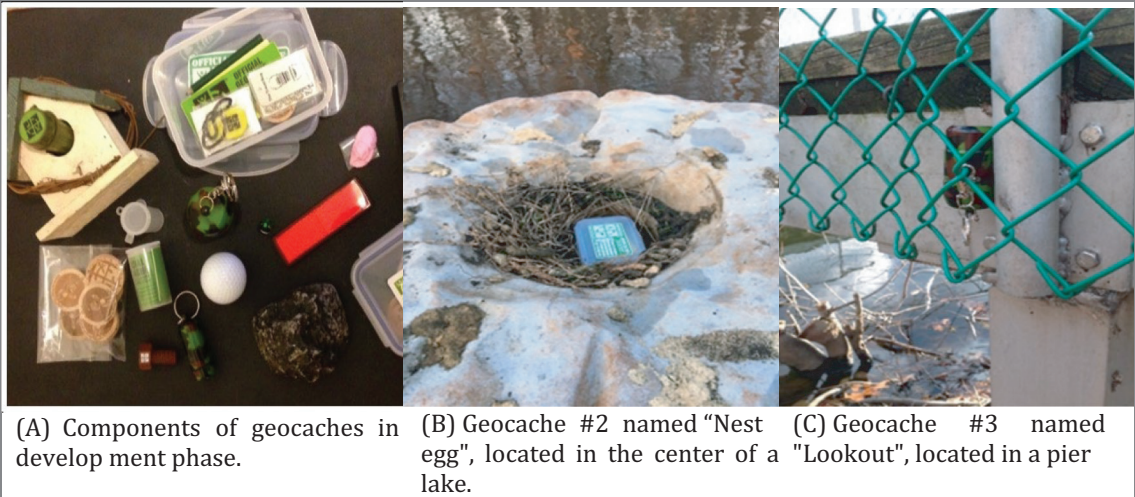 OFFICIAL
OFFICIAL
(A) Components of geocaches in
develop ment phase.
(B) Geocache #2 named “Nest
egg", located in the center of a
lake.
(C) Geocache #3 named
"Lookout", located in a pier